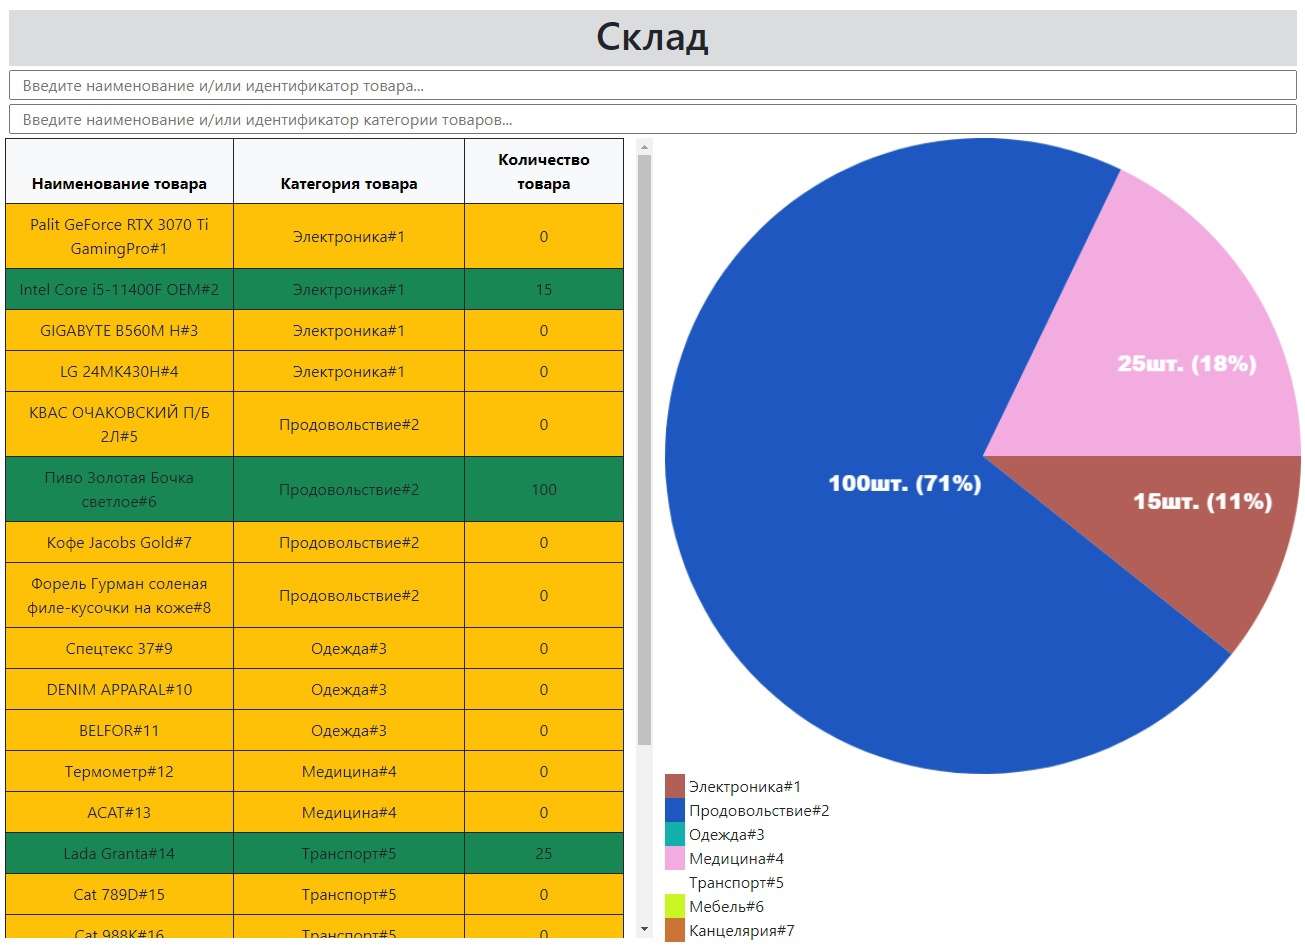 Склад
Введите наименование и/или идентификатор товара...
Введите наименование и/или идентификатор категории товаров...
Наименование товара Категория товара Количество
товара
Palit GeForce RTX 3070 Ti
GamingPro#1 Электроника#1 0
Intel Core i5-11400F OEM#2 Электроника#1 15
GIGABYTE B560M H#3 Электроника#1 0
LG 24MK430H#4 Электроника#1 0
КВАС ОЧАКОВСКИЙ П/Б
2Л#5 Продовольствие#2 0
Пиво Золотая Бочка
светлое#6 Продовольствие#2 100
Кофе Jacobs Gold#7 Продовольствие#2 0
Форель Гурман соленая
филе-кусочки на коже#8 Продовольствие#2 0
Спецтекс 37#9 Одежда#3 0
DENIM APPARAL#10 Одежда#3 0
BELFOR#11 Одежда#3 0
Термометр#12 Медицина#4 0
АСАТ#13 Медицина#4 0
Lada Granta#14 Транспорт#5 25
Cat 789D#15 Транспорт#5 0
Cat 988K#16 Транспорт#5 0
25шт. (18%)
100шт. (71%)
15шт. (11%)
Электроника#1
Продовольствие#2
Одежда#3
Медицина#4
Транспорт#5
Мебель#6
Канцелярия#7